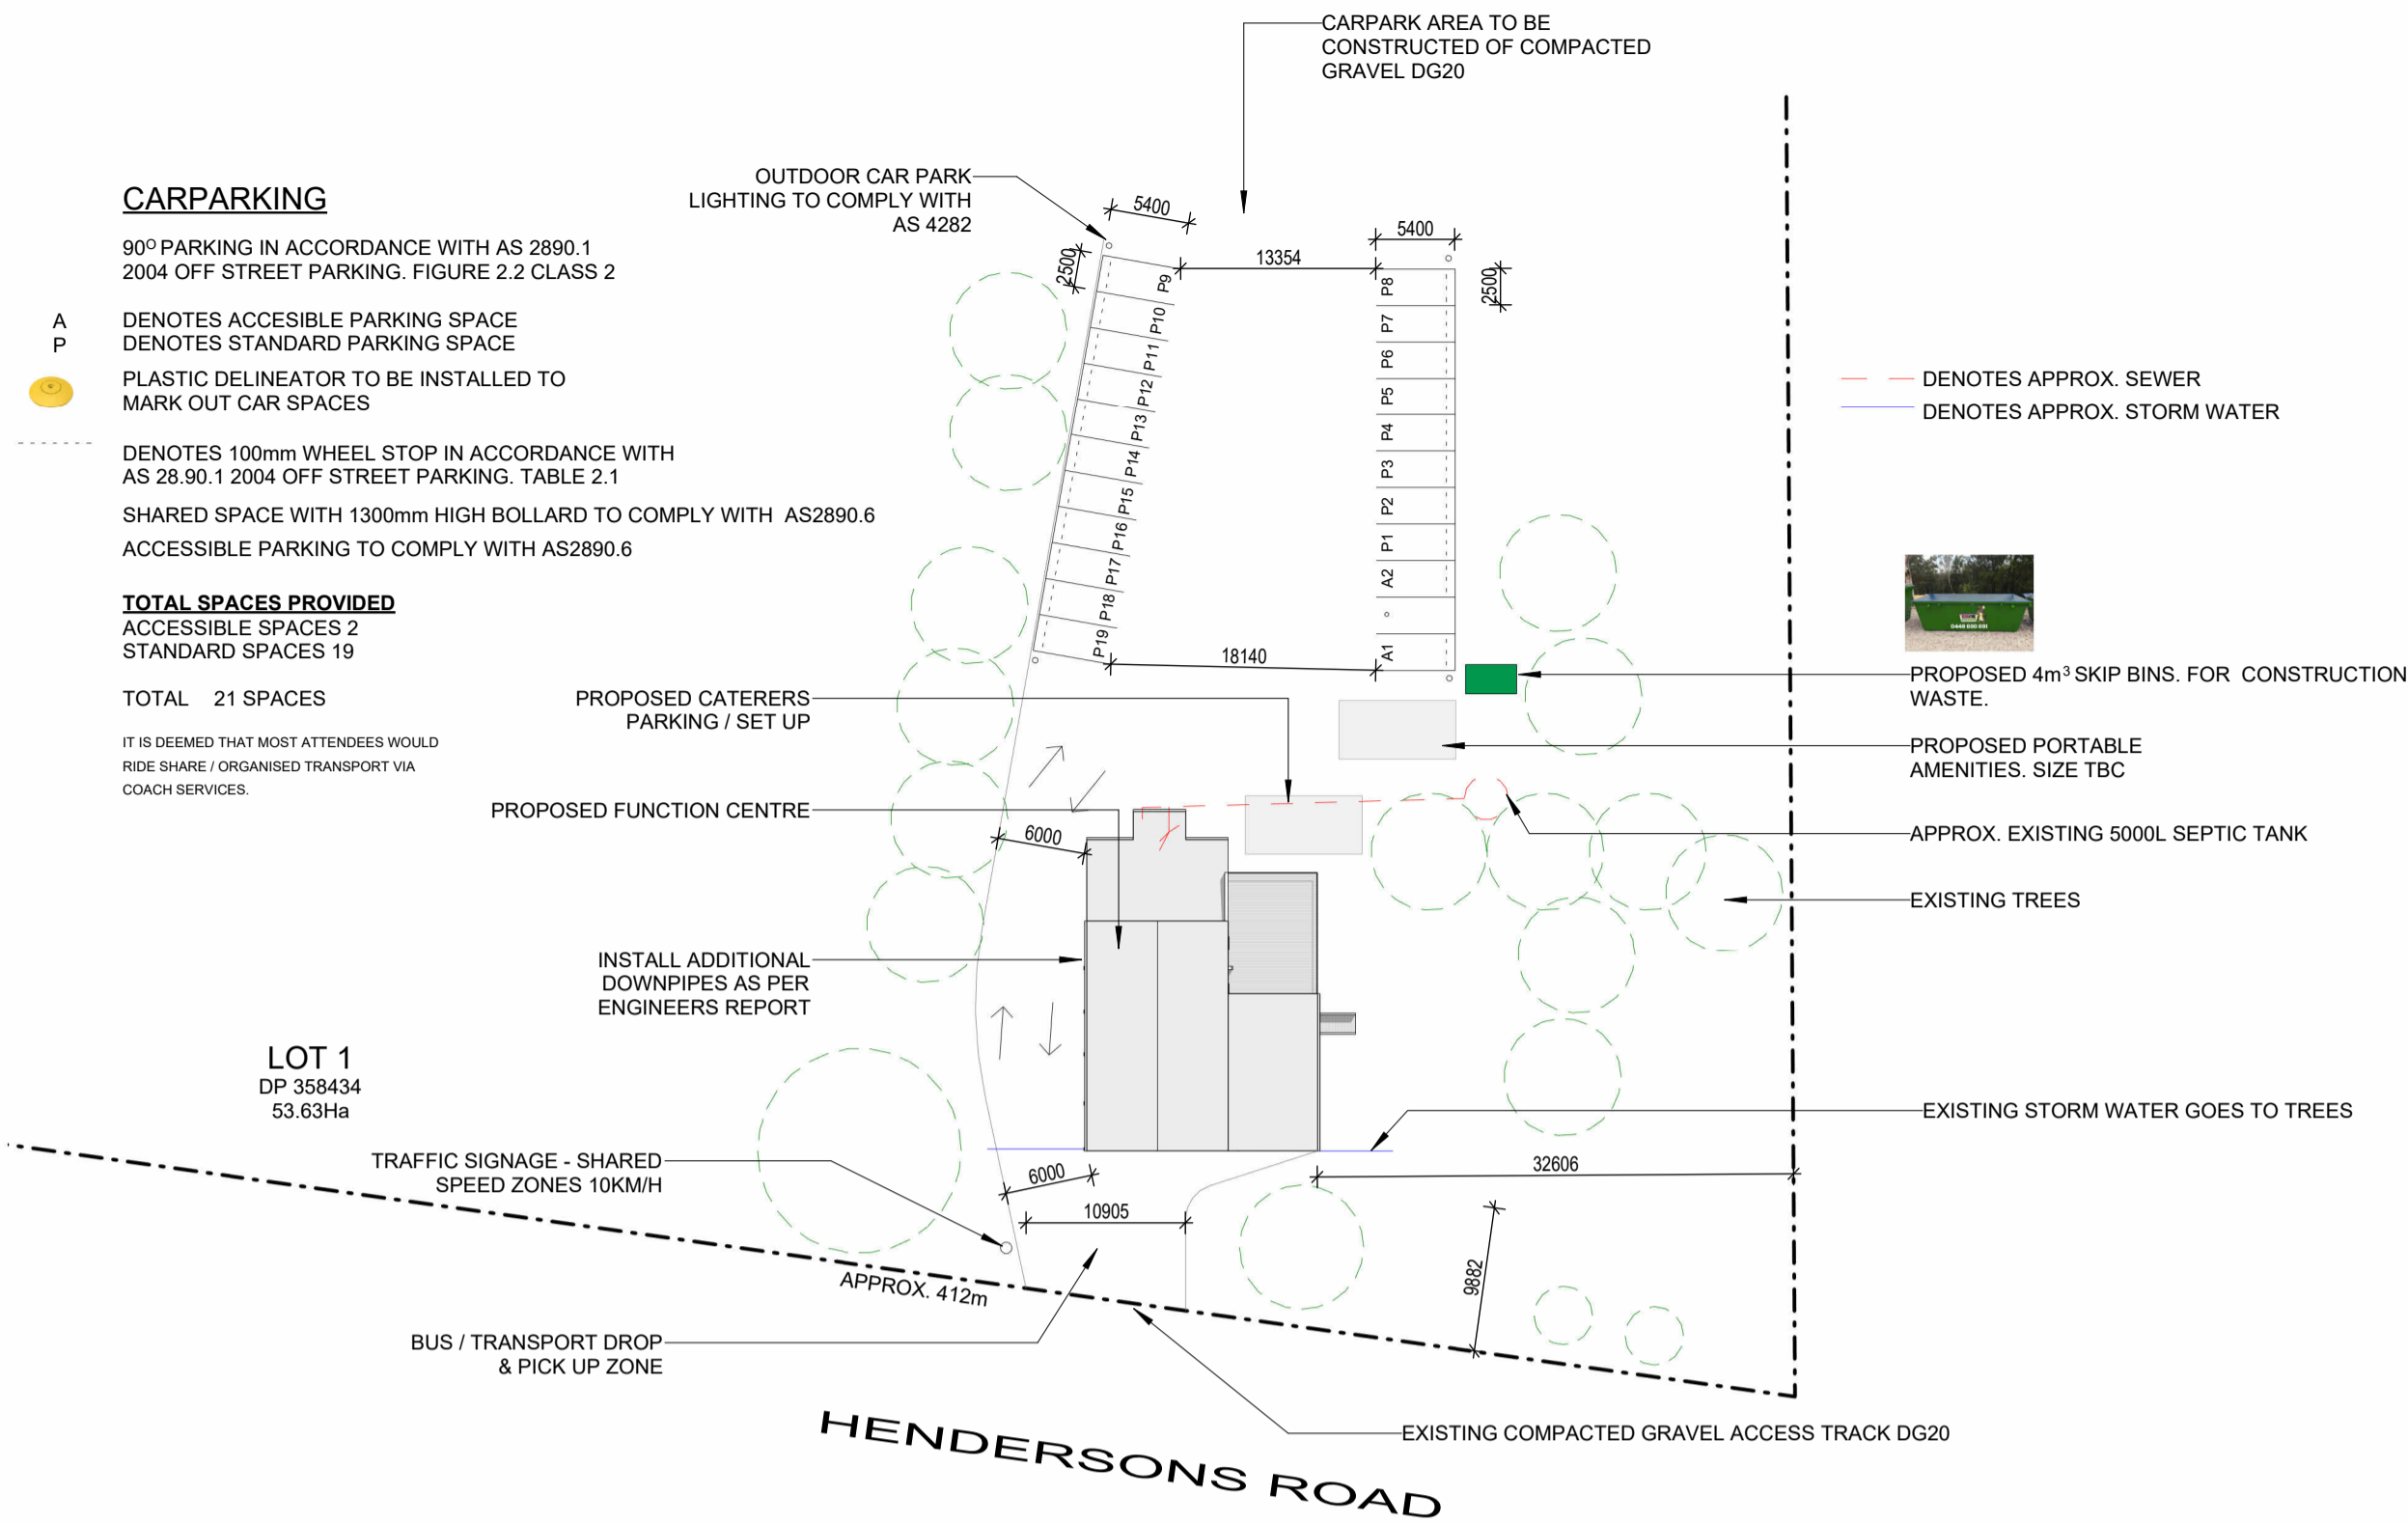 CARPARK AREA TO BE
CONSTRUCTED OF COMPACTED
GRAVEL DG20
CARPARKING
90O PARKING IN ACCORDANCE WITH AS 2890.1
2004 OFF STREET PARKING. FIGURE 2.2 CLASS 2
A DENOTES ACCESIBLE PARKING SPACE
P DENOTES STANDARD PARKING SPACE
PLASTIC DELINEATOR TO BE INSTALLED TO
MARK OUT CAR SPACES
DENOTES 100mm WHEEL STOP IN ACCORDANCE WITH
AS 28.90.1 2004 OFF STREET PARKING. TABLE 2.1
SHARED SPACE WITH 1300mm HIGH BOLLARD TO COMPLY WITH AS2890.6
ACCESSIBLE PARKING TO COMPLY WITH AS2890.6
TOTAL SPACES PROVIDED
ACCESSIBLE SPACES 2
STANDARD SPACES 19
TOTAL 21 SPACES
IT IS DEEMED THAT MOST ATTENDEES WOULD
RIDE SHARE / ORGANISED TRANSPORT VIA
COACH SERVICES.
OUTDOOR CAR PARK
LIGHTING TO COMPLY WITH
AS 4282
5400
2500
13354
5400
2500
P9
P10
P11
P12
P13
P14
P15
P16
P17
P18
P19
P8
P7
P6
P5
P4
P3
P2
P1
A2
A1
18140
DENOTES APPROX. SEWER
DENOTES APPROX. STORM WATER
PROPOSED 4m3 SKIP BINS. FOR CONSTRUCTION
WASTE.
PROPOSED PORTABLE
AMENITIES. SIZE TBC
APPROX. EXISTING 5000L SEPTIC TANK
EXISTING TREES
EXISTING STORM WATER GOES TO TREES
PROPOSED CATERERS
PARKING / SET UP
PROPOSED FUNCTION CENTRE
6000
INSTALL ADDITIONAL
DOWNPIPES AS PER
ENGINEERS REPORT
LOT 1
DP 358434
53.63Ha
TRAFFIC SIGNAGE - SHARED
SPEED ZONES 10KM/H
6000
10905
32606
9882
APPROX. 412m
BUS / TRANSPORT DROP
& PICK UP ZONE
EXISTING COMPACTED GRAVEL ACCESS TRACK DG20
HENDERSONS ROAD